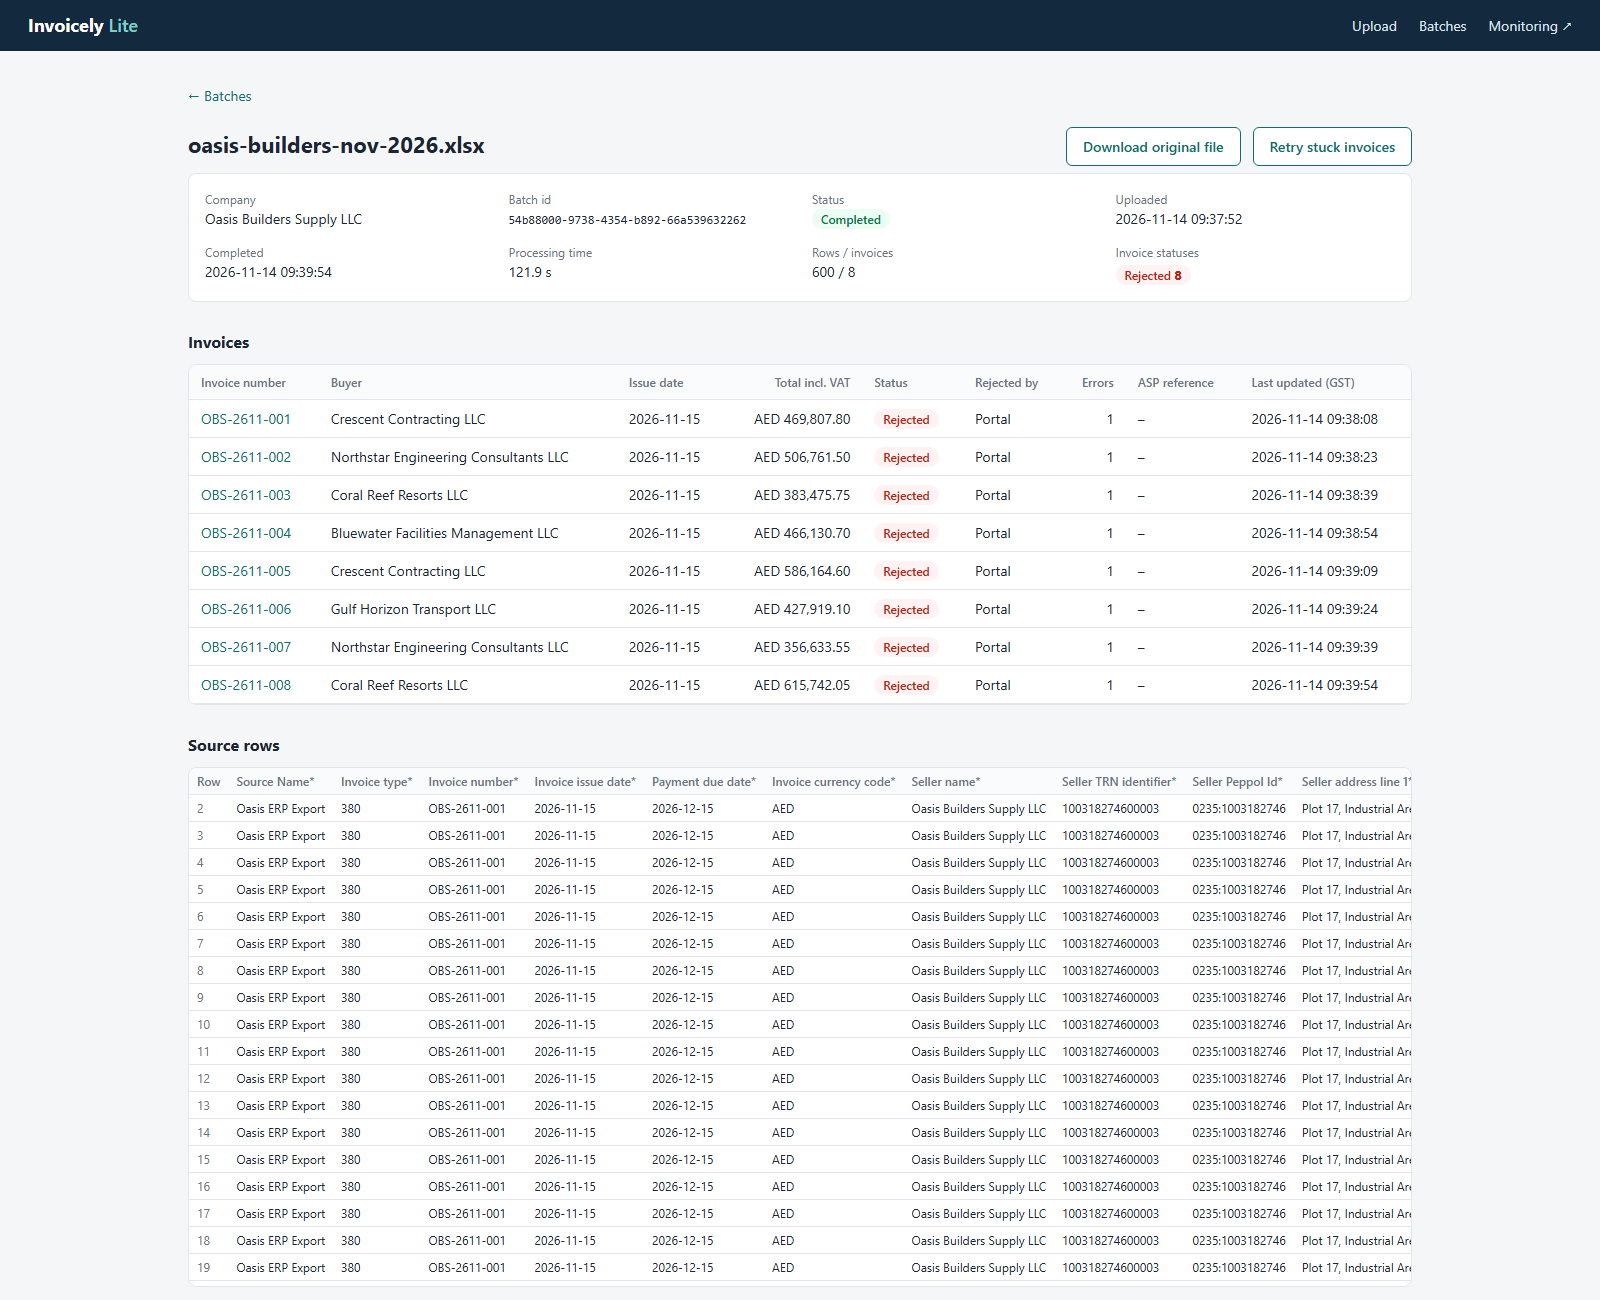 Invoicely Lite Upload Batches Monitoring ↗
← Batches
oasis-builders-nov-2026.xlsx Download original file Retry stuck invoices
Company Batch id Status Uploaded
Oasis Builders Supply LLC 54b88000-9738-4354-b892-66a539632262 Completed 2026-11-14 09:37:52
Completed Processing time Rows / invoices Invoice statuses
2026-11-14 09:39:54 121.9 s 600 / 8 Rejected 8
Invoices
Invoice number Buyer Issue date Total incl. VAT Status Rejected by Errors ASP reference Last updated (GST)
OBS-2611-001 Crescent Contracting LLC 2026-11-15 AED 469,807.80 Rejected Portal 1 – 2026-11-14 09:38:08
OBS-2611-002 Northstar Engineering Consultants LLC 2026-11-15 AED 506,761.50 Rejected Portal 1 – 2026-11-14 09:38:23
OBS-2611-003 Coral Reef Resorts LLC 2026-11-15 AED 383,475.75 Rejected Portal 1 – 2026-11-14 09:38:39
OBS-2611-004 Bluewater Facilities Management LLC 2026-11-15 AED 466,130.70 Rejected Portal 1 – 2026-11-14 09:38:54
OBS-2611-005 Crescent Contracting LLC 2026-11-15 AED 586,164.60 Rejected Portal 1 – 2026-11-14 09:39:09
OBS-2611-006 Gulf Horizon Transport LLC 2026-11-15 AED 427,919.10 Rejected Portal 1 – 2026-11-14 09:39:24
OBS-2611-007 Northstar Engineering Consultants LLC 2026-11-15 AED 356,633.55 Rejected Portal 1 – 2026-11-14 09:39:39
OBS-2611-008 Coral Reef Resorts LLC 2026-11-15 AED 615,742.05 Rejected Portal 1 – 2026-11-14 09:39:54
Source rows
Row Source Name* Invoice type* Invoice number* Invoice issue date* Payment due date* Invoice currency code* Seller name* Seller TRN identifier* Seller Peppol Id* Seller address line 1*
2 Oasis ERP Export 380 OBS-2611-001 2026-11-15 2026-12-15 AED Oasis Builders Supply LLC 100318274600003 0235:1003182746 Plot 17, Industrial Are
3 Oasis ERP Export 380 OBS-2611-001 2026-11-15 2026-12-15 AED Oasis Builders Supply LLC 100318274600003 0235:1003182746 Plot 17, Industrial Are
4 Oasis ERP Export 380 OBS-2611-001 2026-11-15 2026-12-15 AED Oasis Builders Supply LLC 100318274600003 0235:1003182746 Plot 17, Industrial Are
5 Oasis ERP Export 380 OBS-2611-001 2026-11-15 2026-12-15 AED Oasis Builders Supply LLC 100318274600003 0235:1003182746 Plot 17, Industrial Are
6 Oasis ERP Export 380 OBS-2611-001 2026-11-15 2026-12-15 AED Oasis Builders Supply LLC 100318274600003 0235:1003182746 Plot 17, Industrial Are
7 Oasis ERP Export 380 OBS-2611-001 2026-11-15 2026-12-15 AED Oasis Builders Supply LLC 100318274600003 0235:1003182746 Plot 17, Industrial Are
8 Oasis ERP Export 380 OBS-2611-001 2026-11-15 2026-12-15 AED Oasis Builders Supply LLC 100318274600003 0235:1003182746 Plot 17, Industrial Are
9 Oasis ERP Export 380 OBS-2611-001 2026-11-15 2026-12-15 AED Oasis Builders Supply LLC 100318274600003 0235:1003182746 Plot 17, Industrial Are
10 Oasis ERP Export 380 OBS-2611-001 2026-11-15 2026-12-15 AED Oasis Builders Supply LLC 100318274600003 0235:1003182746 Plot 17, Industrial Are
11 Oasis ERP Export 380 OBS-2611-001 2026-11-15 2026-12-15 AED Oasis Builders Supply LLC 100318274600003 0235:1003182746 Plot 17, Industrial Are
12 Oasis ERP Export 380 OBS-2611-001 2026-11-15 2026-12-15 AED Oasis Builders Supply LLC 100318274600003 0235:1003182746 Plot 17, Industrial Are
13 Oasis ERP Export 380 OBS-2611-001 2026-11-15 2026-12-15 AED Oasis Builders Supply LLC 100318274600003 0235:1003182746 Plot 17, Industrial Are
14 Oasis ERP Export 380 OBS-2611-001 2026-11-15 2026-12-15 AED Oasis Builders Supply LLC 100318274600003 0235:1003182746 Plot 17, Industrial Are
15 Oasis ERP Export 380 OBS-2611-001 2026-11-15 2026-12-15 AED Oasis Builders Supply LLC 100318274600003 0235:1003182746 Plot 17, Industrial Are
16 Oasis ERP Export 380 OBS-2611-001 2026-11-15 2026-12-15 AED Oasis Builders Supply LLC 100318274600003 0235:1003182746 Plot 17, Industrial Are
17 Oasis ERP Export 380 OBS-2611-001 2026-11-15 2026-12-15 AED Oasis Builders Supply LLC 100318274600003 0235:1003182746 Plot 17, Industrial Are
18 Oasis ERP Export 380 OBS-2611-001 2026-11-15 2026-12-15 AED Oasis Builders Supply LLC 100318274600003 0235:1003182746 Plot 17, Industrial Are
19 Oasis ERP Export 380 OBS-2611-001 2026-11-15 2026-12-15 AED Oasis Builders Supply LLC 100318274600003 0235:1003182746 Plot 17, Industrial Are